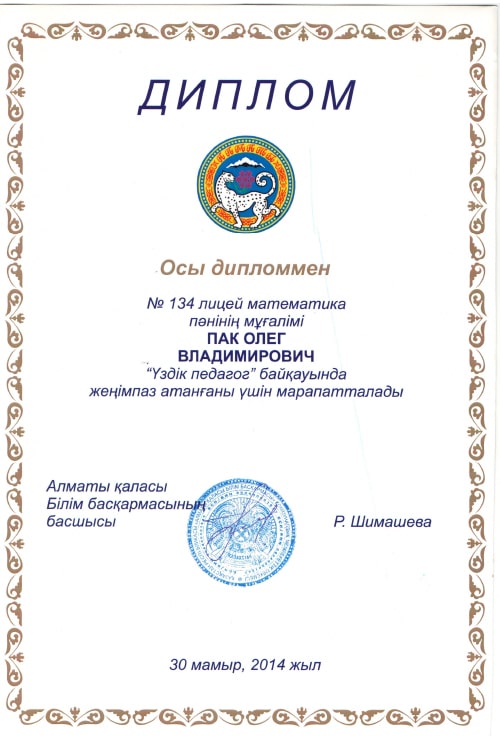 ДИПЛОМ
Осы дипломмен
№ 134 лицей математика
пәнінің мұғалімі
ПАК ОЛЕГ
ВЛАДИМИРОВИЧ
“Үздік педагог” байқауында
жеңімпаз атанғаны үшін марапатталады
Алматы қаласы
Білім басқармасының
басшысы
Р. Шимашева
30 мамыр, 2014 жыл